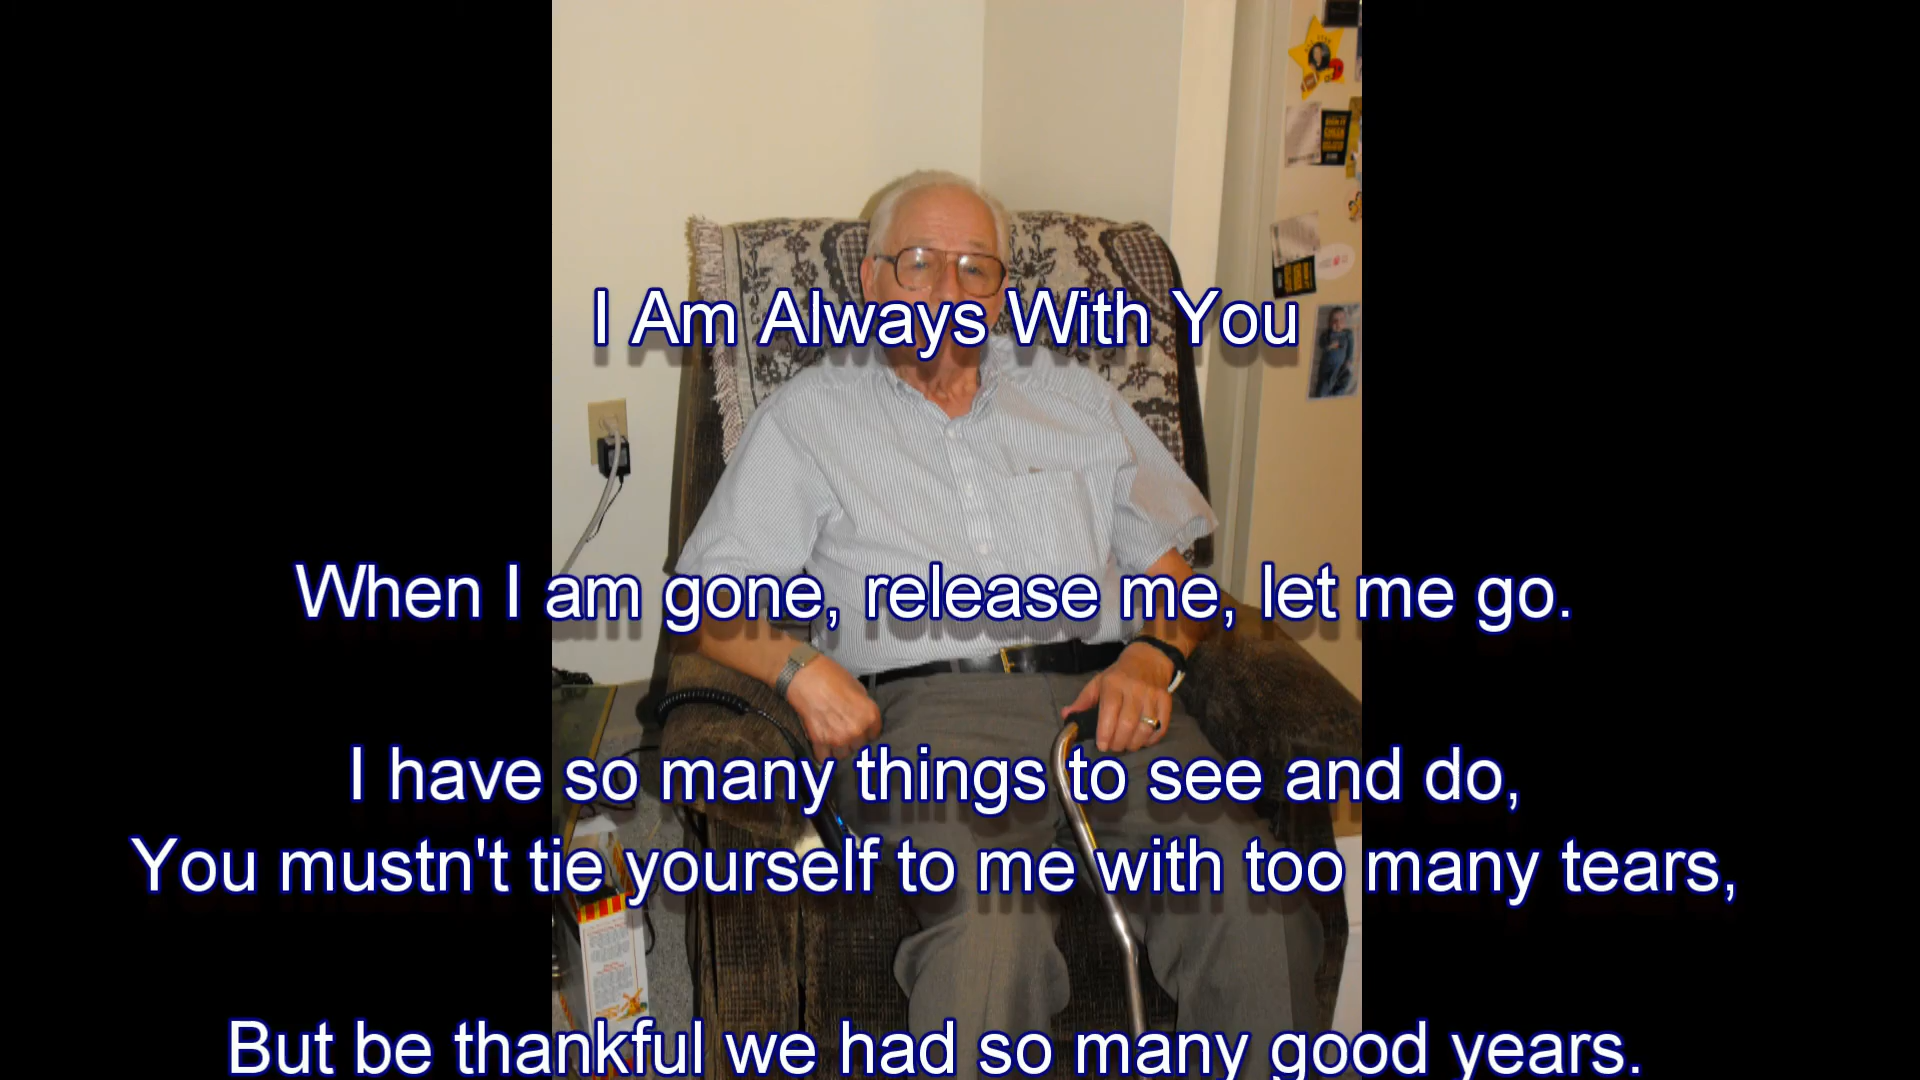 I Am Always With You
When I am gone, release me, let me go.
I have so many things to see and do,
You mustn't tie yourself to me with too many tears,
But be thankful we had so many good years.